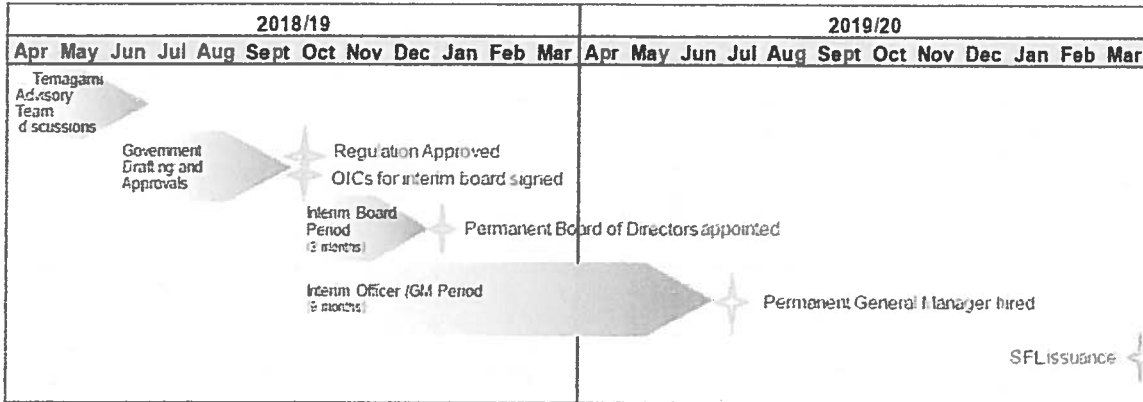 2018/19 2019/20
Apr May Jun Jul Aug Sept Oct Nov Dec Jan Feb Mar Apr May Jun Jul Aug Sept Oct Nov Dec Jan Feb Mar
Temagami
Advisory
Team
discussions
Government
Drafting and
Approvals
Regulation Approved
OICs for interim board signed
Interim Board
Period
(3 months)
Permanent Board of Directors appointed
Interim Officer /GM Period
(9 months)
Permanent General Manager hired
SFL issuance